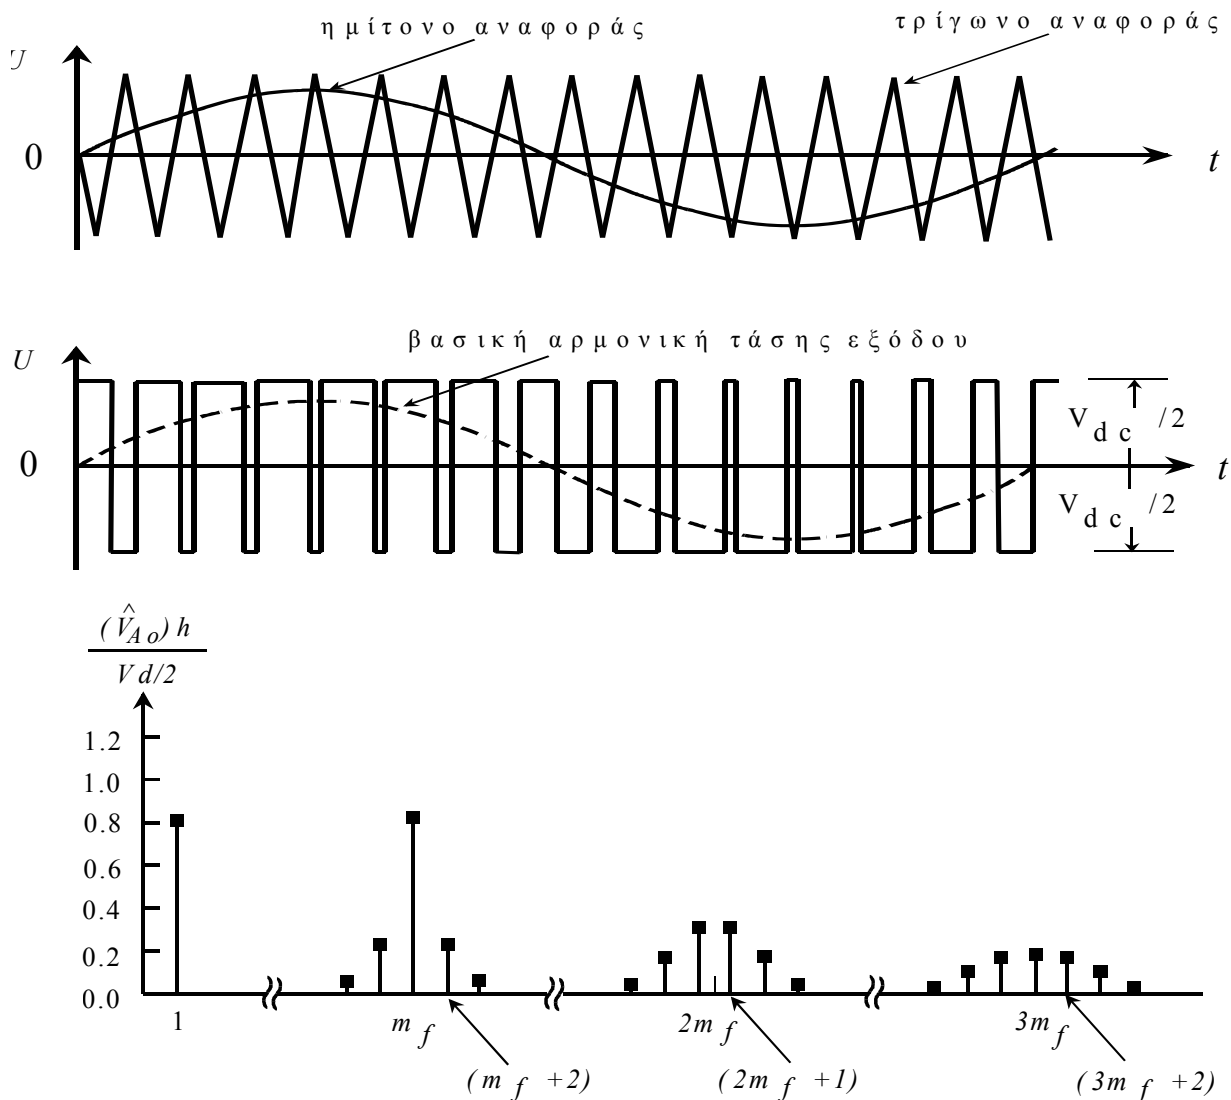 ημίτονο αναφοράς
τρίγωνο αναφοράς
U
0
t
βασική αρμονική τάσης εξόδου
U
V dc /2
0
t
V dc /2
(V̂Ao)h
Vd/2
1.2
1.0
0.8
0.6
0.4
0.2
0.0
1
mf
2mf
3mf
(mf +2)
(2mf +1)
(3mf +2)